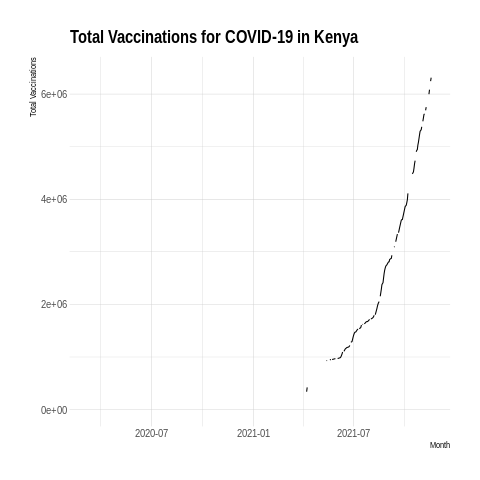 Total Vaccinations for COVID-19 in Kenya
Total Vaccinations
6e+06
4e+06
2e+06
0e+00
2020-07 2021-01 2021-07
Month